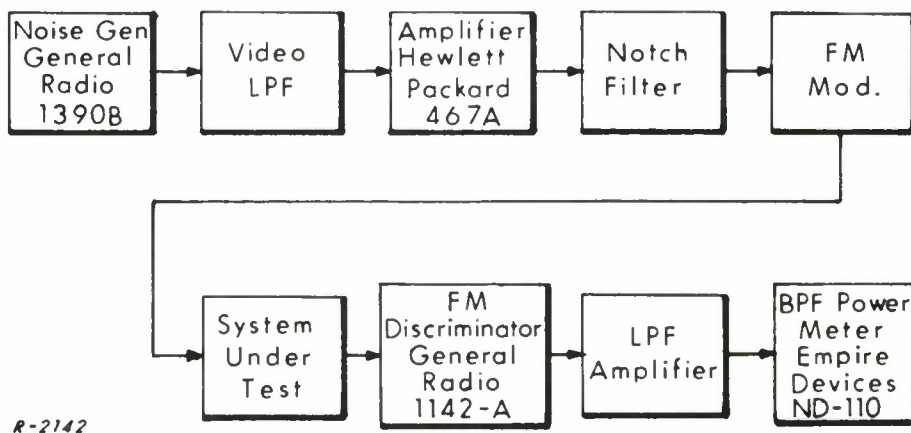 Noise Gen
General
Radio
1390B
Video
LPF
Amplifier
Hewlett
Packard
467A
Notch
Filter
FM
Mod.
System
Under
Test
FM
Discriminator
General
Radio
1142-A
LPF
Amplifier
BPF Power
Meter
Empire
Devices
ND-110
R-2142